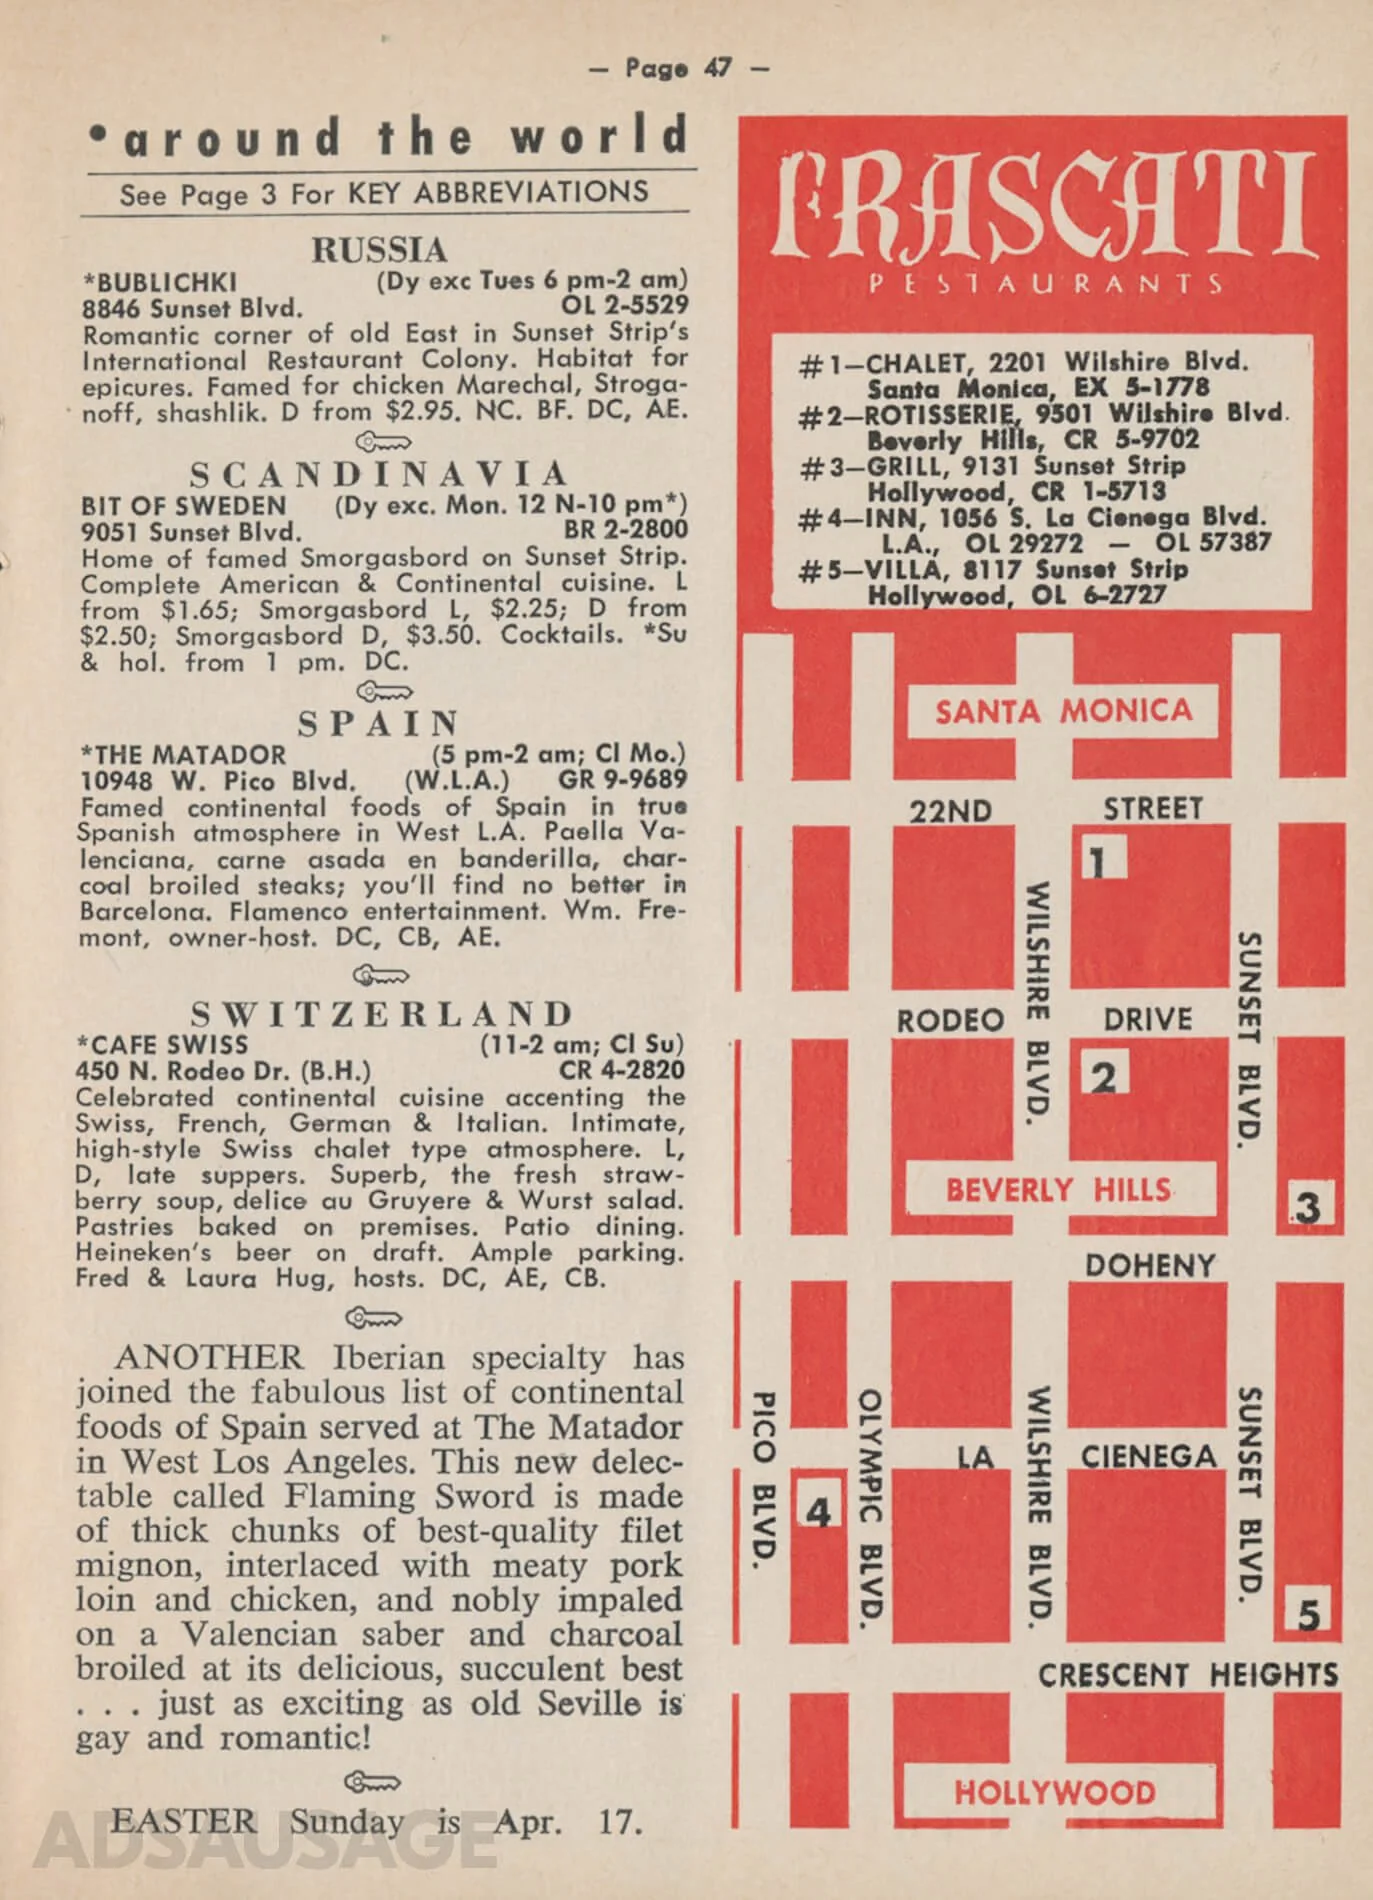 — Page 47 —
•around the world
See Page 3 For KEY ABBREVIATIONS
RUSSIA
*BUBLICHKI (Dy exc Tues 6 pm-2 am)
8846 Sunset Blvd. OL 2-5529
Romantic corner of old East in Sunset Strip's
International Restaurant Colony. Habitat for
epicures. Famed for chicken Marechal, Stroga-
noff, shashlik. D from $2.95. NC. BF. DC, AE.
SCANDINAVIA
BIT OF SWEDEN (Dy exc. Mon. 12 N-10 pm*)
9051 Sunset Blvd. BR 2-2800
Home of famed Smorgasbord on Sunset Strip.
Complete American & Continental cuisine. L
from $1.65; Smorgasbord L, $2.25; D from
$2.50; Smorgasbord D, $3.50. Cocktails. *Su
& hol. from 1 pm. DC.
SPAIN
*THE MATADOR (5 pm-2 am; Cl Mo.)
10948 W. Pico Blvd. (W.L.A.) GR 9-9689
Famed continental foods of Spain in true
Spanish atmosphere in West L.A. Paella Va-
lenciana, carne asada en banderilla, char-
coal broiled steaks; you'll find no better in
Barcelona. Flamenco entertainment. Wm. Fre-
mont, owner-host. DC, CB, AE.
SWITZERLAND
*CAFE SWISS (11-2 am; Cl Su)
450 N. Rodeo Dr. (B.H.) CR 4-2820
Celebrated continental cuisine accenting the
Swiss, French, German & Italian. Intimate,
high-style Swiss chalet type atmosphere. L,
D, late suppers. Superb, the fresh straw-
berry soup, delice au Gruyere & Wurst salad.
Pastries baked on premises. Patio dining.
Heineken's beer on draft. Ample parking.
Fred & Laura Hug, hosts. DC, AE, CB.
ANOTHER Iberian specialty has
joined the fabulous list of continental
foods of Spain served at The Matador
in West Los Angeles. This new delec-
table called Flaming Sword is made
of thick chunks of best-quality filet
mignon, interlaced with meaty pork
loin and chicken, and nobly impaled
on a Valencian saber and charcoal
broiled at its delicious, succulent best
. . . just as exciting as old Seville is
gay and romantic!
EASTER Sunday is Apr. 17.
ADSAUSAGE
FRASCATI
RESTAURANTS
#1—CHALET, 2201 Wilshire Blvd.
Santa Monica, EX 5-1778
#2—ROTISSERIE, 9501 Wilshire Blvd.
Beverly Hills, CR 5-9702
#3—GRILL, 9131 Sunset Strip
Hollywood, CR 1-5713
#4—INN, 1056 S. La Cienega Blvd.
L.A., OL 29272 — OL 57387
#5—VILLA, 8117 Sunset Strip
Hollywood, OL 6-2727
SANTA MONICA
22ND STREET
1
WILSHIRE BLVD.
SUNSET BLVD.
RODEO DRIVE
2
BEVERLY HILLS
3
DOHENY
PICO BLVD.
OLYMPIC BLVD.
WILSHIRE BLVD.
SUNSET BLVD.
LA CIENEGA
4
5
CRESCENT HEIGHTS
HOLLYWOOD